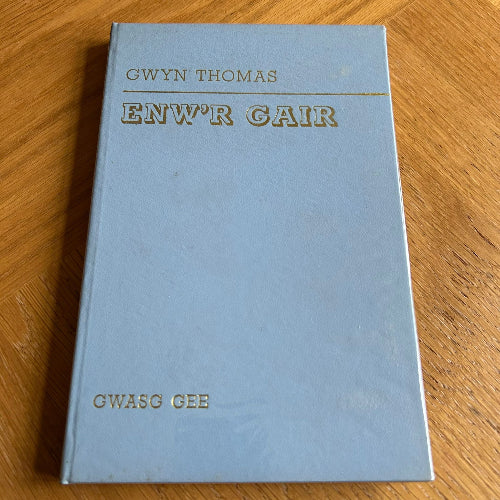 GWYN THOMAS
ENW'R GAIR
GWASG GEE